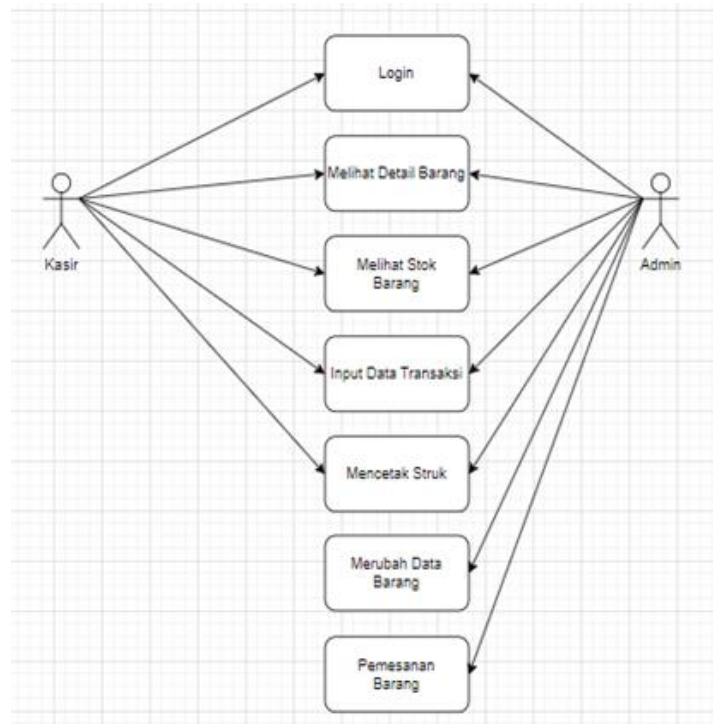 Login
Melihat Detail Barang
Kasir
Admin
Melihat Stok
Barang
Input Data Transaksi
Mencetak Struk
Merubah Data
Barang
Pemesanan
Barang